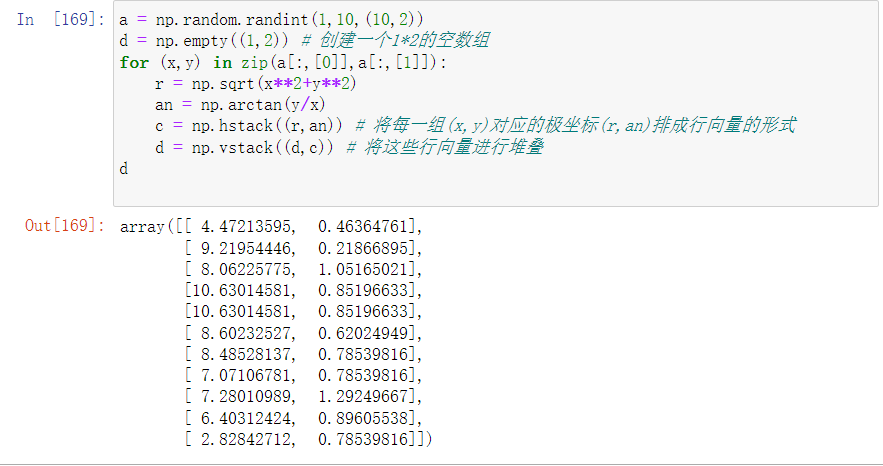 In [169]: a = np.random.randint(1,10,(10,2))
d = np.empty((1,2)) # 创建一个1*2的空数组
for (x,y) in zip(a[:,[0]],a[:,[1]]):
    r = np.sqrt(x**2+y**2)
    an = np.arctan(y/x)
    c = np.hstack((r,an)) # 将每一组(x,y)对应的极坐标(r,an)排成行向量的形式
    d = np.vstack((d,c)) # 将这些行向量进行堆叠
d
Out[169]: array([[ 4.47213595,  0.46364761],
       [ 9.21954446,  0.21866895],
       [ 8.06225775,  1.05165021],
       [10.63014581,  0.85196633],
       [10.63014581,  0.85196633],
       [ 8.60232527,  0.62024949],
       [ 8.48528137,  0.78539816],
       [ 7.07106781,  0.78539816],
       [ 7.28010989,  1.29249667],
       [ 6.40312424,  0.89605538],
       [ 2.82842712,  0.78539816]])